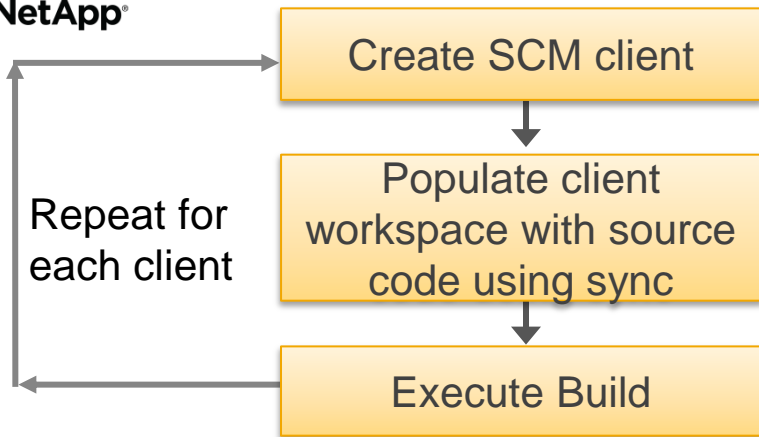 NetApp®
Create SCM client
Populate client
workspace with source
code using sync
Repeat for
each client
Execute Build